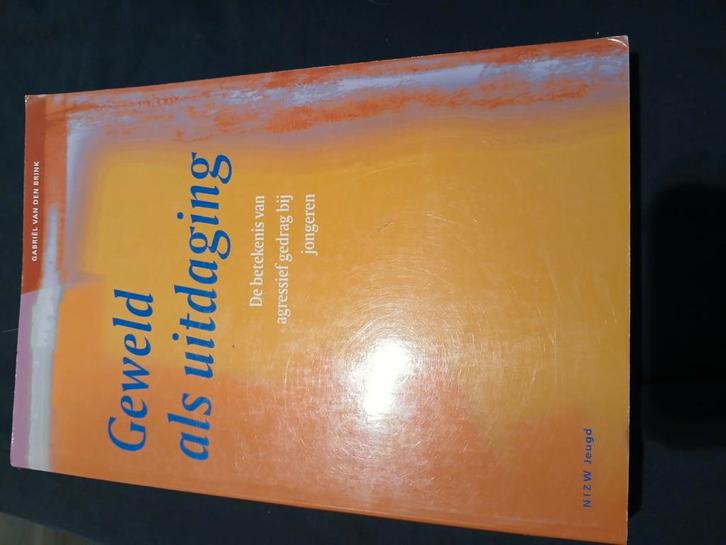 GABRIËL VAN DEN BRINK
Geweld
als uitdaging
De betekenis van
agressief gedrag bij
jongeren
NIZW Jeugd